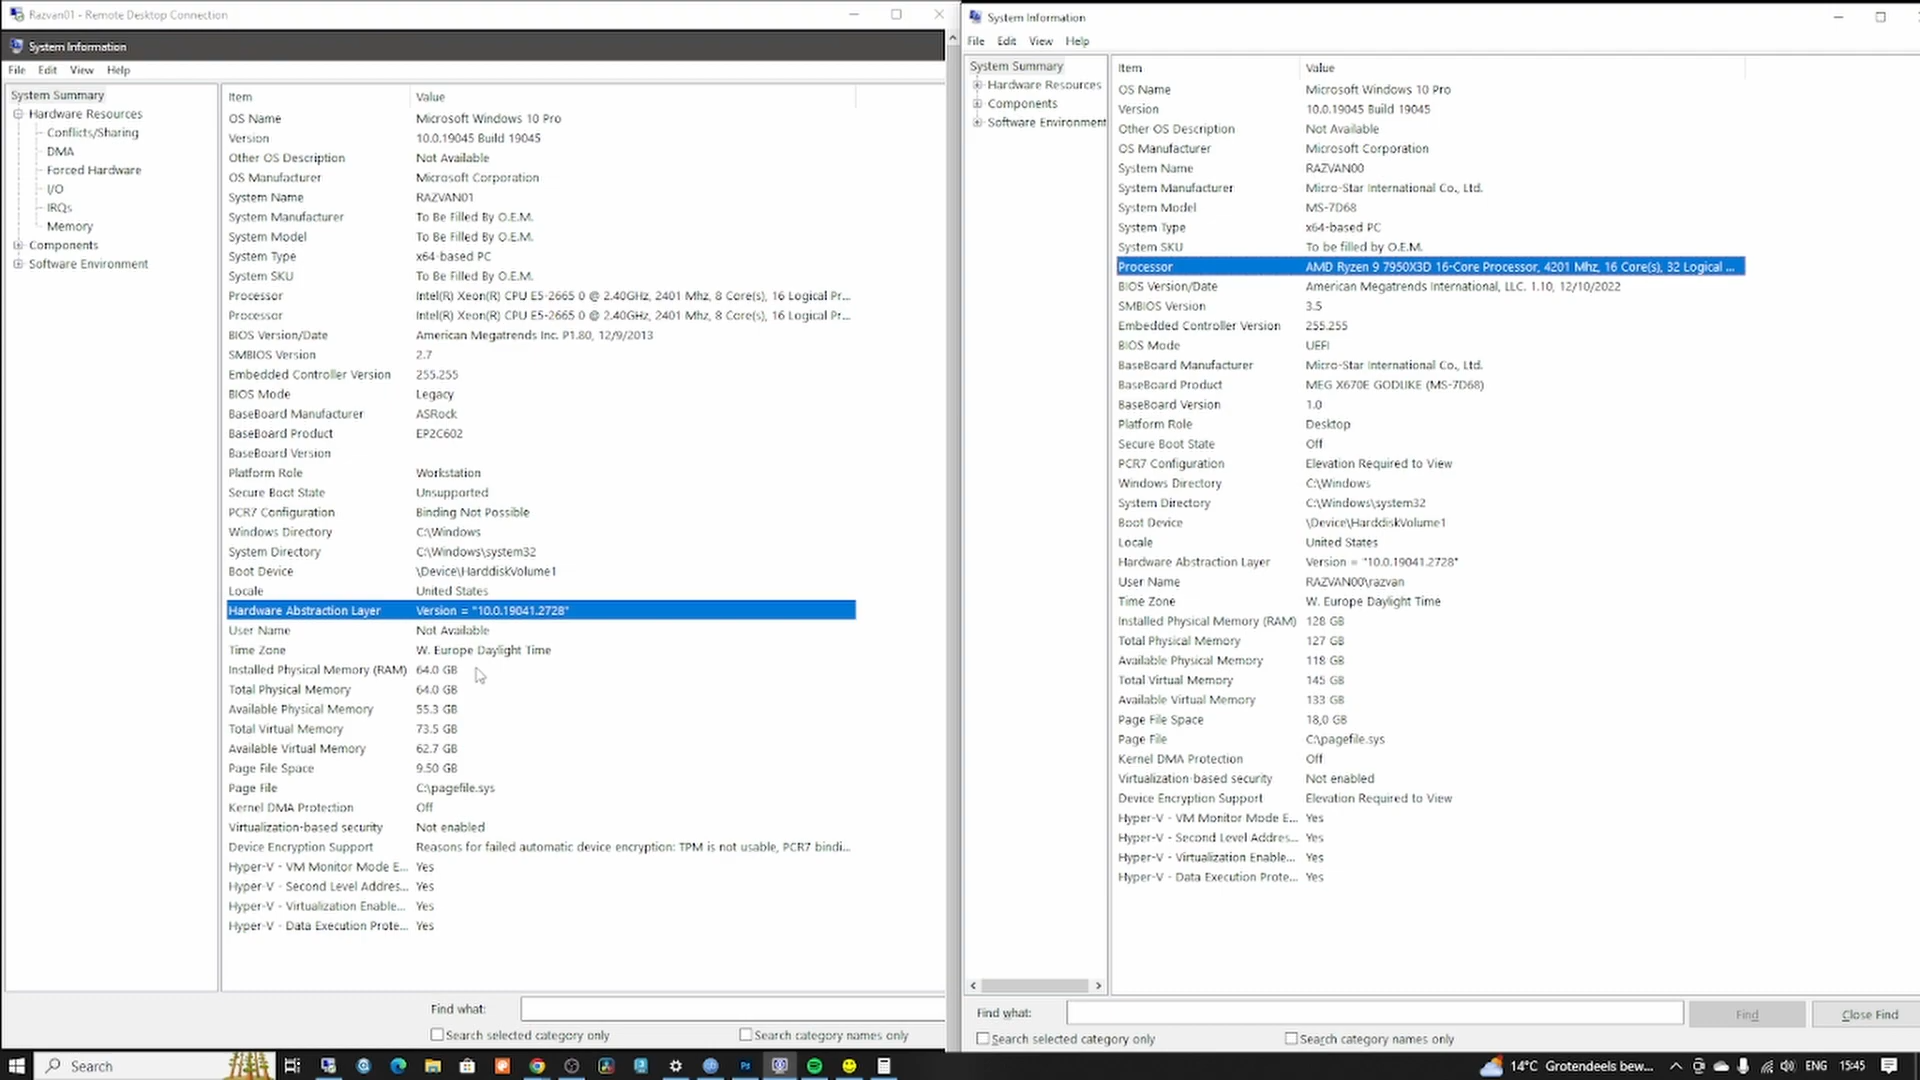 Razvan01 - Remote Desktop Connection
System Information
File Edit View Help
System Summary
Hardware Resources
Conflicts/Sharing
DMA
Forced Hardware
I/O
IRQs
Memory
Components
Software Environment
Item Value
OS Name Microsoft Windows 10 Pro
Version 10.0.19045 Build 19045
Other OS Description Not Available
OS Manufacturer Microsoft Corporation
System Name RAZVAN01
System Manufacturer To Be Filled By O.E.M.
System Model To Be Filled By O.E.M.
System Type x64-based PC
System SKU To Be Filled By O.E.M.
Processor Intel(R) Xeon(R) CPU E5-2665 0 @ 2.40GHz, 2401 Mhz, 8 Core(s), 16 Logical Pr...
Processor Intel(R) Xeon(R) CPU E5-2665 0 @ 2.40GHz, 2401 Mhz, 8 Core(s), 16 Logical Pr...
BIOS Version/Date American Megatrends Inc. P1.80, 12/9/2013
SMBIOS Version 2.7
Embedded Controller Version 255.255
BIOS Mode Legacy
BaseBoard Manufacturer ASRock
BaseBoard Product EP2C602
BaseBoard Version
Platform Role Workstation
Secure Boot State Unsupported
PCR7 Configuration Binding Not Possible
Windows Directory C:\Windows
System Directory C:\Windows\system32
Boot Device \Device\HarddiskVolume1
Locale United States
Hardware Abstraction Layer Version = "10.0.19041.2728"
User Name Not Available
Time Zone W. Europe Daylight Time
Installed Physical Memory (RAM) 64.0 GB
Total Physical Memory 64.0 GB
Available Physical Memory 55.3 GB
Total Virtual Memory 73.5 GB
Available Virtual Memory 62.7 GB
Page File Space 9.50 GB
Page File C:\pagefile.sys
Kernel DMA Protection Off
Virtualization-based security Not enabled
Device Encryption Support Reasons for failed automatic device encryption: TPM is not usable, PCR7 bindi...
Hyper-V - VM Monitor Mode E... Yes
Hyper-V - Second Level Addres... Yes
Hyper-V - Virtualization Enable... Yes
Hyper-V - Data Execution Prote... Yes
Find what:
Search selected category only Search category names only
System Information
File Edit View Help
System Summary
Hardware Resources
Components
Software Environment
Item Value
OS Name Microsoft Windows 10 Pro
Version 10.0.19045 Build 19045
Other OS Description Not Available
OS Manufacturer Microsoft Corporation
System Name RAZVAN00
System Manufacturer Micro-Star International Co., Ltd.
System Model MS-7D68
System Type x64-based PC
System SKU To be filled by O.E.M.
Processor AMD Ryzen 9 7950X3D 16-Core Processor, 4201 Mhz, 16 Core(s), 32 Logical ...
BIOS Version/Date American Megatrends International, LLC. 1.10, 12/10/2022
SMBIOS Version 3.5
Embedded Controller Version 255.255
BIOS Mode UEFI
BaseBoard Manufacturer Micro-Star International Co., Ltd.
BaseBoard Product MEG X670E GODLIKE (MS-7D68)
BaseBoard Version 1.0
Platform Role Desktop
Secure Boot State Off
PCR7 Configuration Elevation Required to View
Windows Directory C:\Windows
System Directory C:\Windows\system32
Boot Device \Device\HarddiskVolume1
Locale United States
Hardware Abstraction Layer Version = "10.0.19041.2728"
User Name RAZVAN00\razvan
Time Zone W. Europe Daylight Time
Installed Physical Memory (RAM) 128 GB
Total Physical Memory 127 GB
Available Physical Memory 118 GB
Total Virtual Memory 145 GB
Available Virtual Memory 133 GB
Page File Space 18,0 GB
Page File C:\pagefile.sys
Kernel DMA Protection Off
Virtualization-based security Not enabled
Device Encryption Support Elevation Required to View
Hyper-V - VM Monitor Mode E... Yes
Hyper-V - Second Level Addres... Yes
Hyper-V - Virtualization Enable... Yes
Hyper-V - Data Execution Prote... Yes
Find what: Find Close Find
Search selected category only Search category names only
Search 14°C Grotendeels bew... ENG 15:45